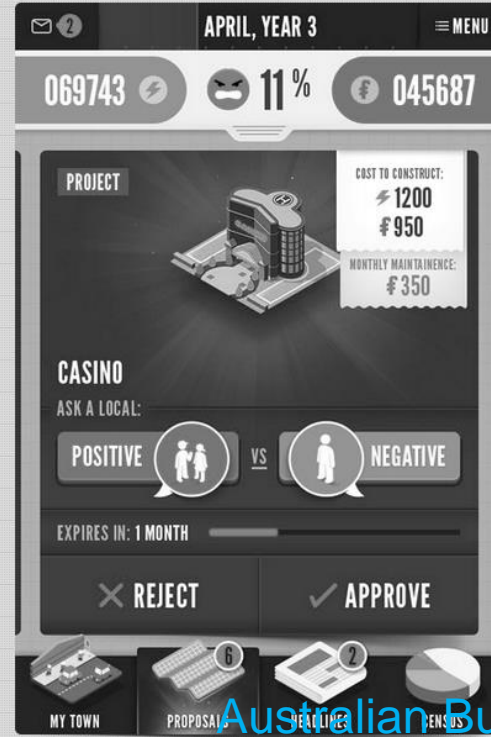 2
APRIL, YEAR 3
MENU
069743
11%
045687
PROJECT
COST TO CONSTRUCT:
1200
₣950
MONTHLY MAINTAINENCE:
₣350
CASINO
ASK A LOCAL:
POSITIVE
VS
NEGATIVE
EXPIRES IN: 1 MONTH
REJECT
APPROVE
6
2
MY TOWN
PROPOSALS
HEADLINES
CENSUS
Australian Bu